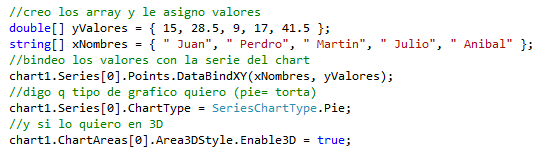 //creo los array y le asigno valores
double[] yValores = { 15, 28.5, 9, 17, 41.5 };
string[] xNombres = { " Juan", " Perdro", " Martin", " Julio", " Anibal" };
//bindeo los valores con la serie del chart
chart1.Series[0].Points.DataBindXY(xNombres, yValores);
//digo q tipo de grafico quiero (pie= torta)
chart1.Series[0].ChartType = SeriesChartType.Pie;
//y si lo quiero en 3D
chart1.ChartAreas[0].Area3DStyle.Enable3D = true;